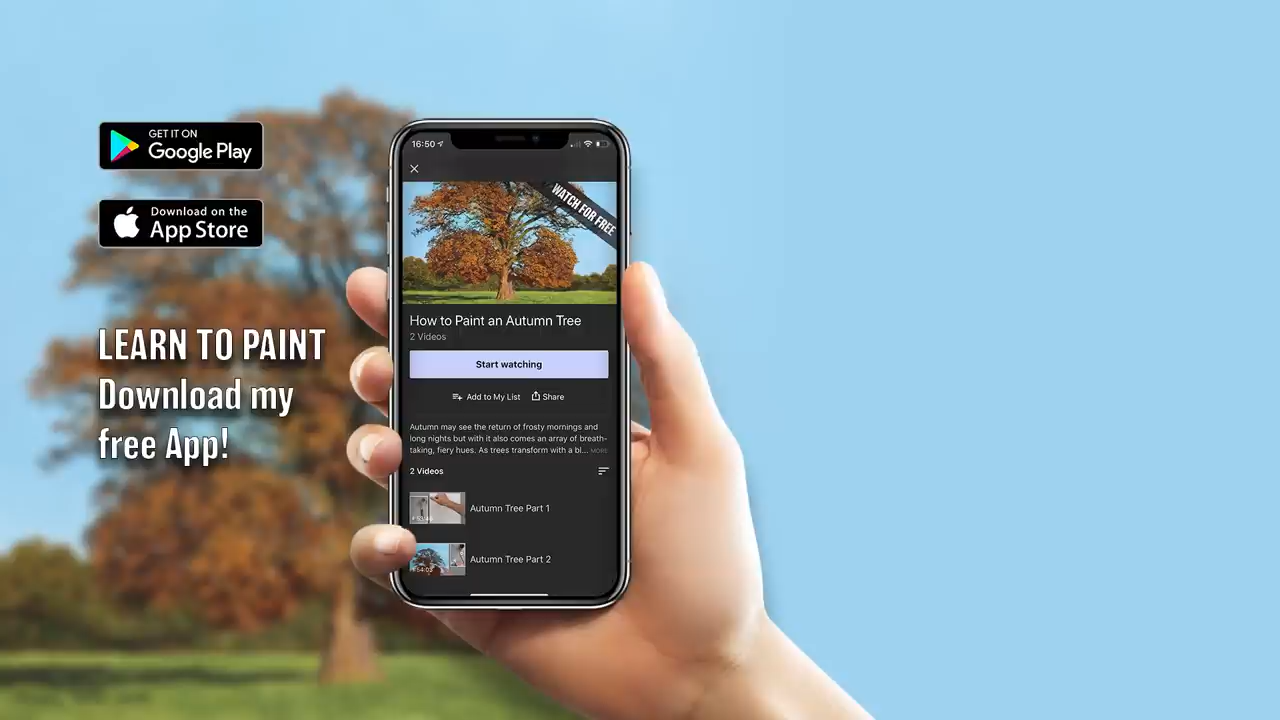 GET IT ON
Google Play
Download on the
App Store
LEARN TO PAINT
Download my
free App!
16:50
WATCH FOR FREE
How to Paint an Autumn Tree
2 Videos
Start watching
Add to My List
Share
Autumn may see the return of frosty mornings and
long nights but with it also comes an array of breath-
taking, fiery hues. As trees transform with a bl... MORE
2 Videos
Autumn Tree Part 1
Autumn Tree Part 2